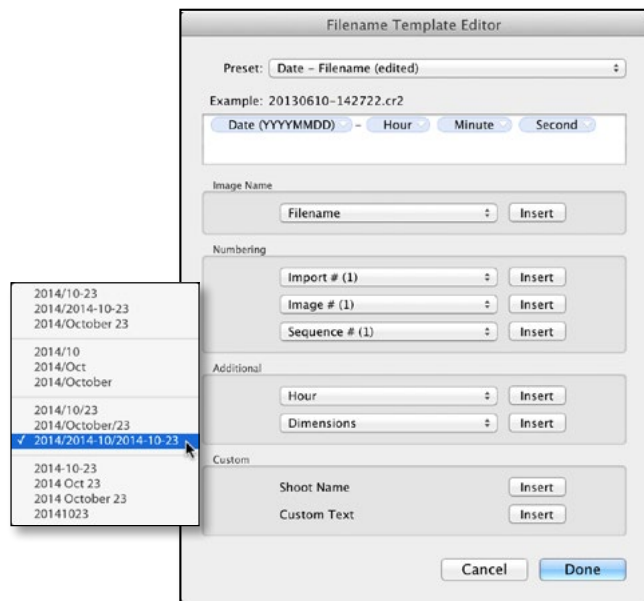 Filename Template Editor
Preset: Date – Filename (edited)
Example: 20130610-142722.cr2
Date (YYYYMMDD) – Hour Minute Second
Image Name
Filename Insert
Numbering
Import # (1) Insert
Image # (1) Insert
Sequence # (1) Insert
Additional
Hour Insert
Dimensions Insert
Custom
Shoot Name Insert
Custom Text Insert
Cancel Done
2014/10-23
2014/2014-10-23
2014/October 23
2014/10
2014/Oct
2014/October
2014/10/23
2014/October/23
✓ 2014/2014-10/2014-10-23
2014-10-23
2014 Oct 23
2014 October 23
20141023